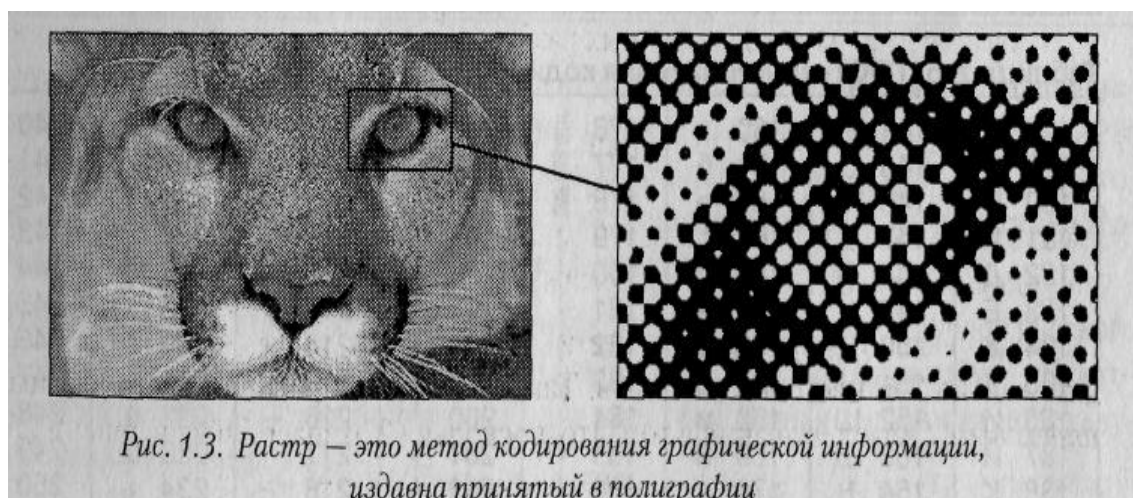 Рис. 1.3. Растр — это метод кодирования графической информации,
издавна принятый в полиграфии